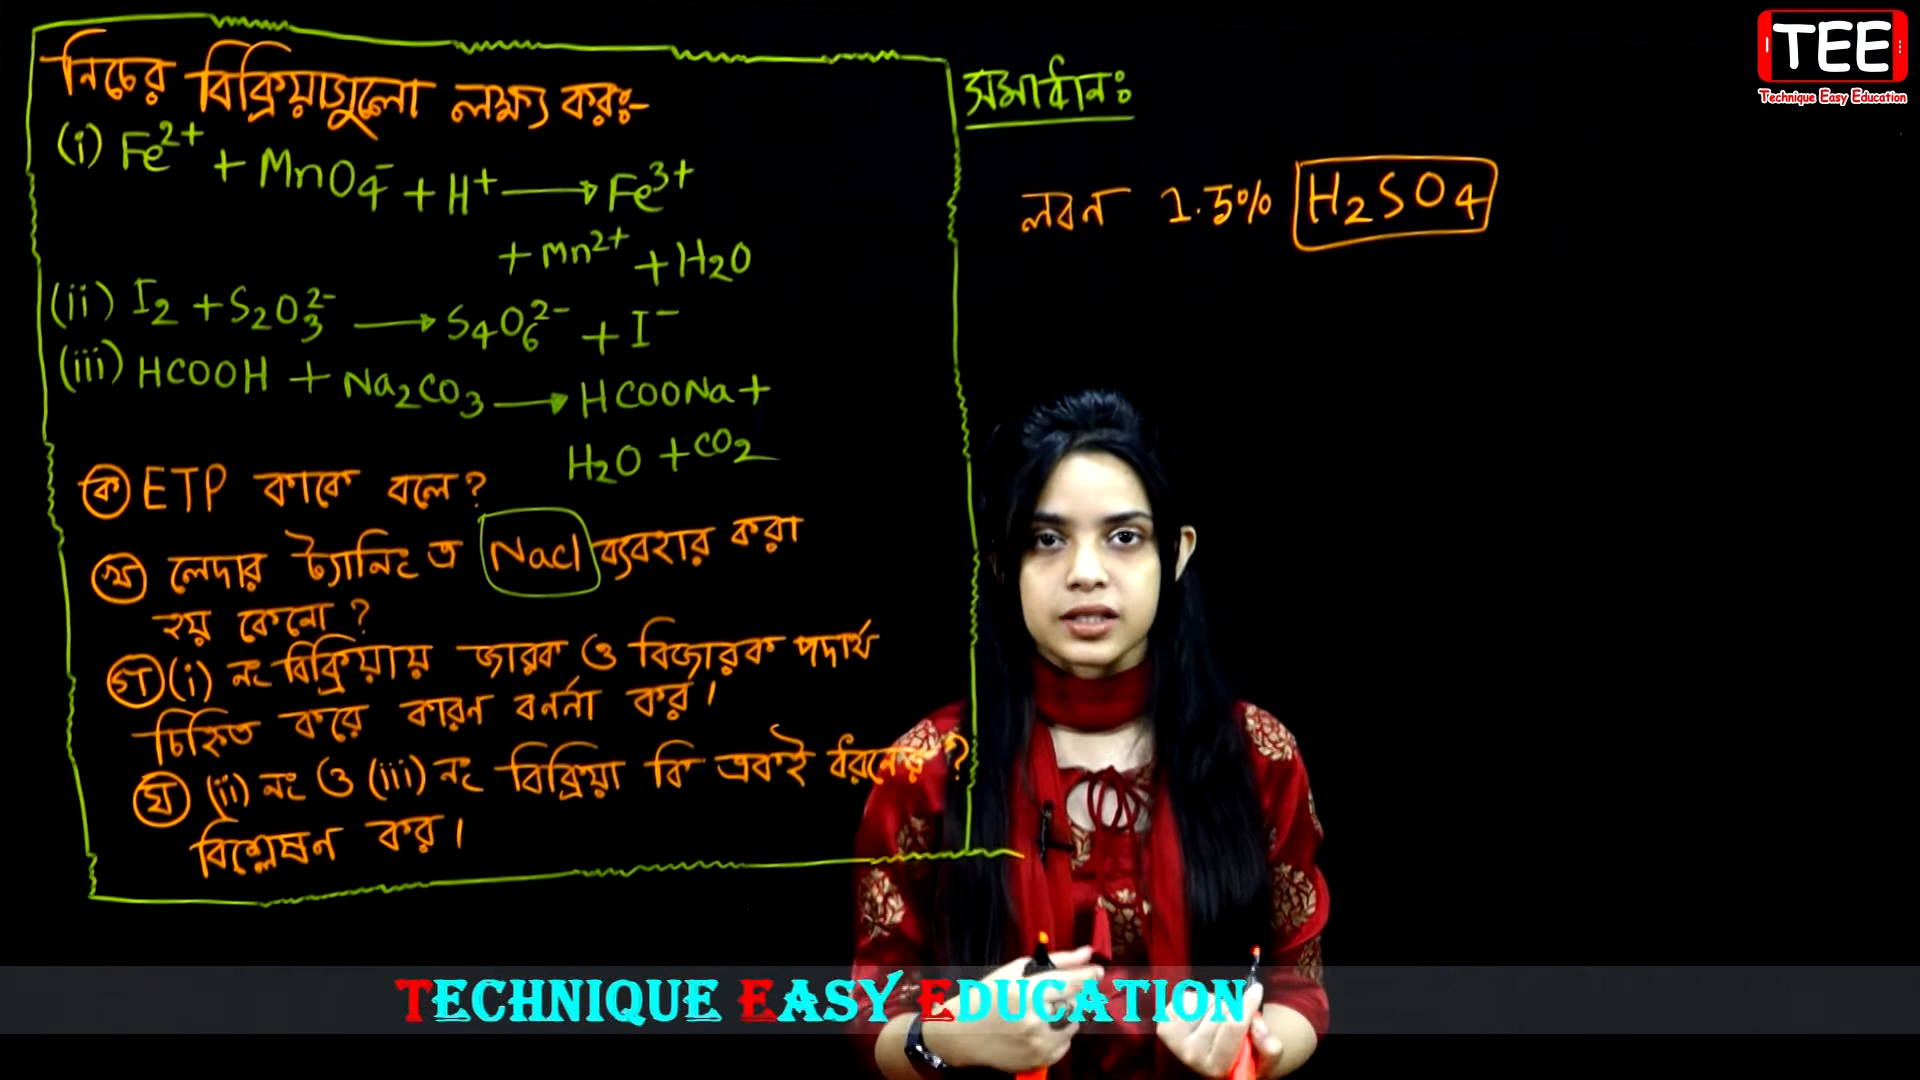 নিচের বিক্রিয়াগুলো লক্ষ্য করঃ-
(i) Fe²⁺ + MnO₄⁻ + H⁺ → Fe³⁺
+ Mn²⁺ + H₂O
(ii) I₂ + S₂O₃²⁻ → S₄O₆²⁻ + I⁻
(iii) HCOOH + Na₂CO₃ → HCOONa +
H₂O + CO₂
ক ETP কাকে বলে?
খ লেদার ট্যানিং এ NaCl ব্যবহার করা
হয় কেনো?
গ (i) নং বিক্রিয়ায় জারক ও বিজারক পদার্থ
চিহ্নিত করে কারণ বর্ননা কর।
ঘ (ii) নং ও (iii) নং বিক্রিয়া কি একই ধরনের?
বিশ্লেষন কর।
সমাধান:
লবন 1.5% H₂SO₄
TEE
Technique Easy Education
TECHNIQUE EASY EDUCATION